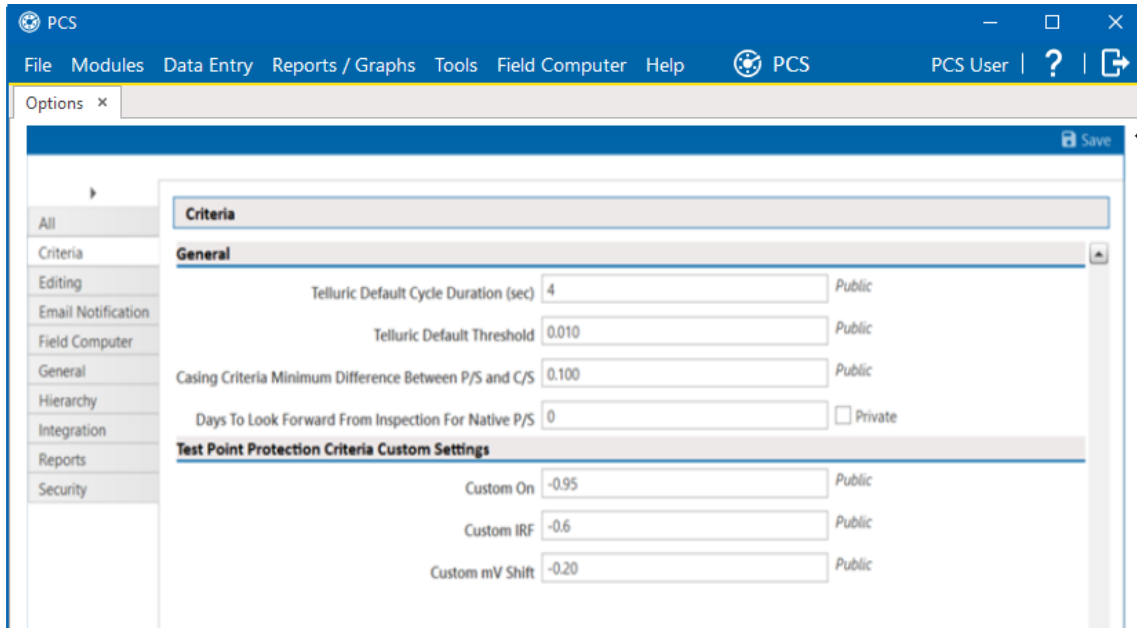 PCS
File Modules Data Entry Reports / Graphs Tools Field Computer Help PCS PCS User | ? |
Options ×
Save
All
Criteria
Editing
Email Notification
Field Computer
General
Hierarchy
Integration
Reports
Security
Criteria
General
Telluric Default Cycle Duration (sec) 4 Public
Telluric Default Threshold 0.010 Public
Casing Criteria Minimum Difference Between P/S and C/S 0.100 Public
Days To Look Forward From Inspection For Native P/S 0 Private
Test Point Protection Criteria Custom Settings
Custom On -0.95 Public
Custom IRF -0.6 Public
Custom mV Shift -0.20 Public